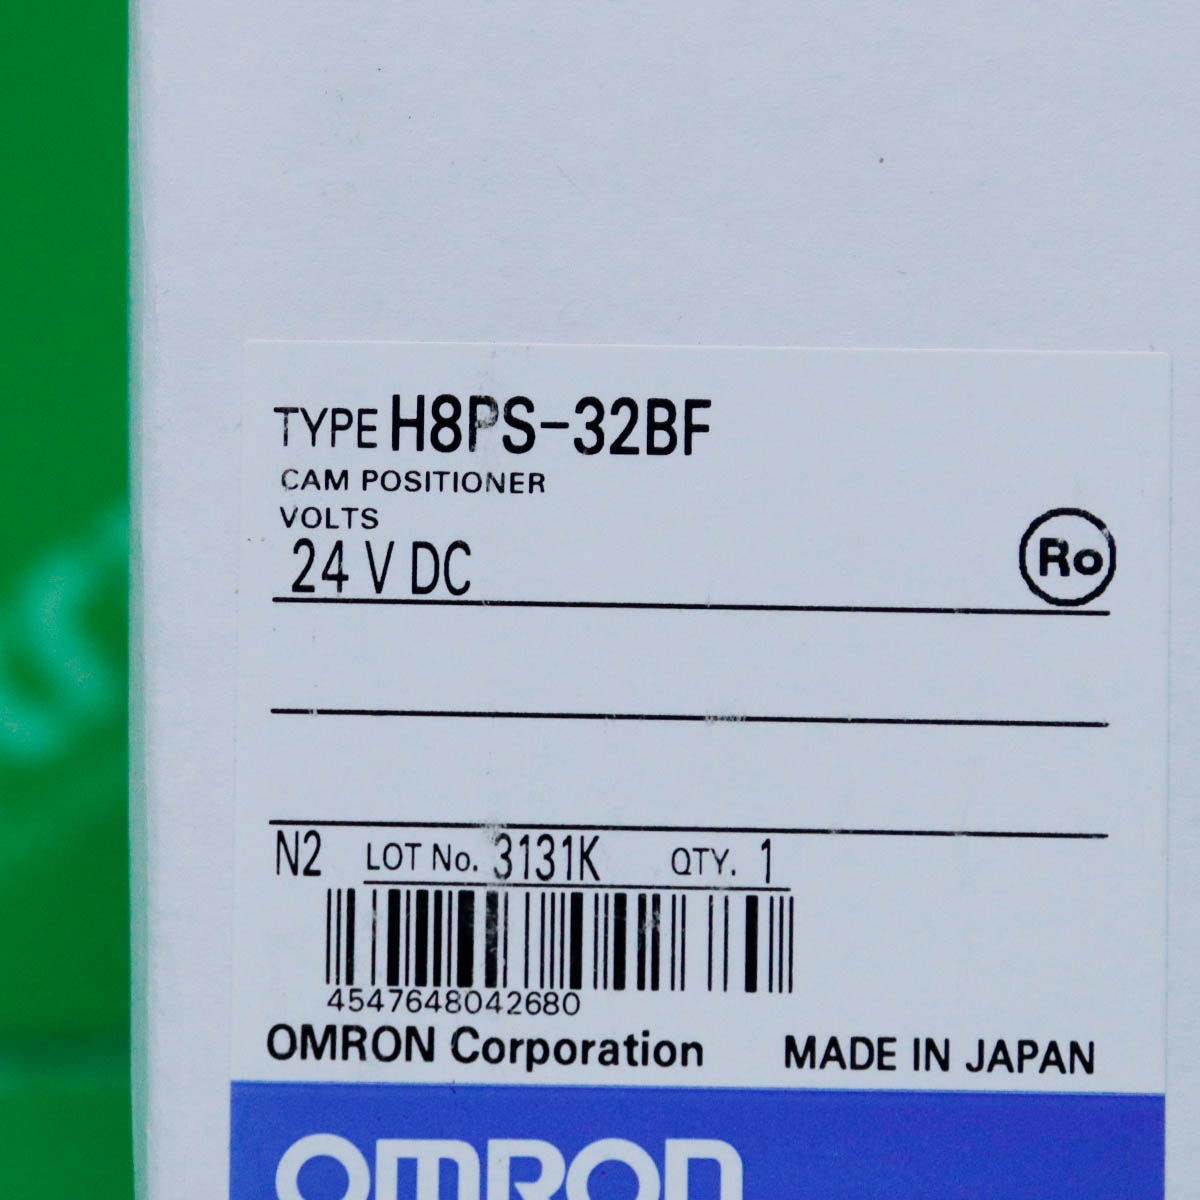 TYPE H8PS-32BF
CAM POSITIONER
VOLTS
24 V DC
Ro
N2 LOT No. 3131K QTY. 1
4547648042680
OMRON Corporation MADE IN JAPAN
OMRON